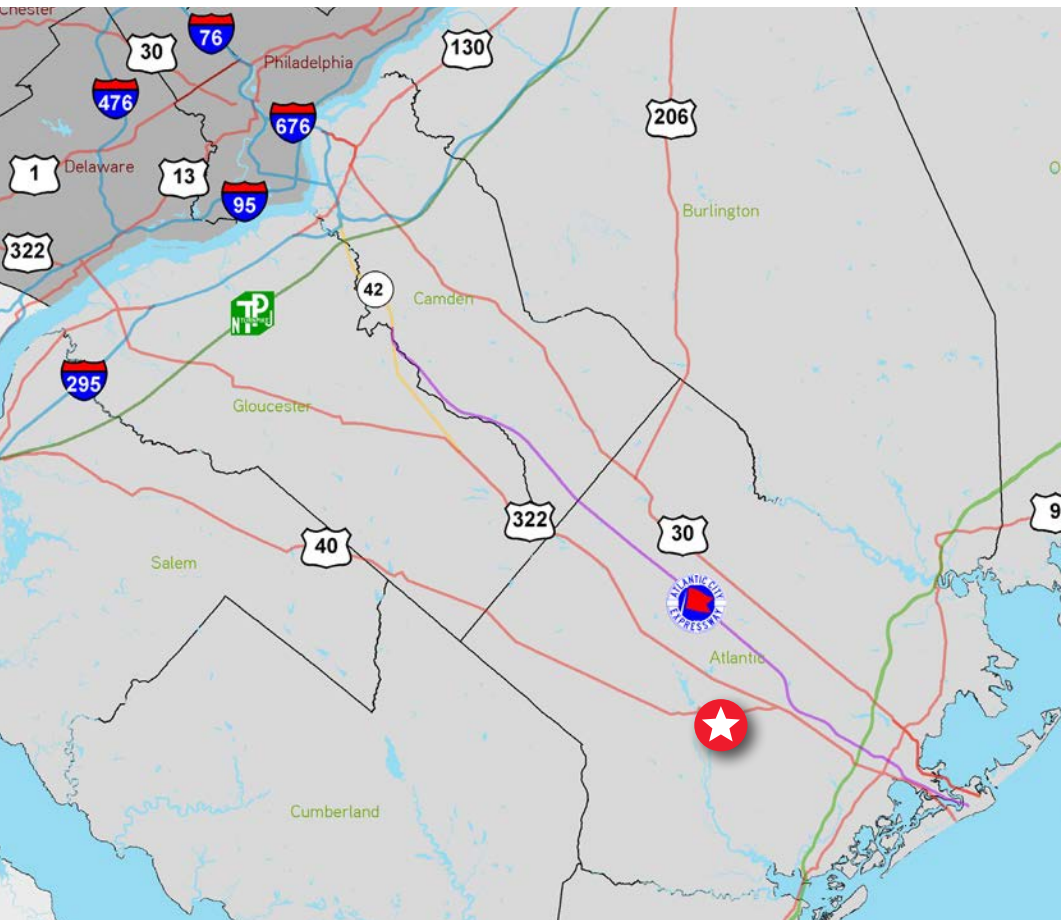 Chester
76
30
130
Philadelphia
476
676
206
1
Delaware
13
95
Burlington
322
42
Camden
295
Gloucester
322
30
40
9
Salem
ATLANTIC CITY
EXPRESSWAY
Atlantic
Cumberland